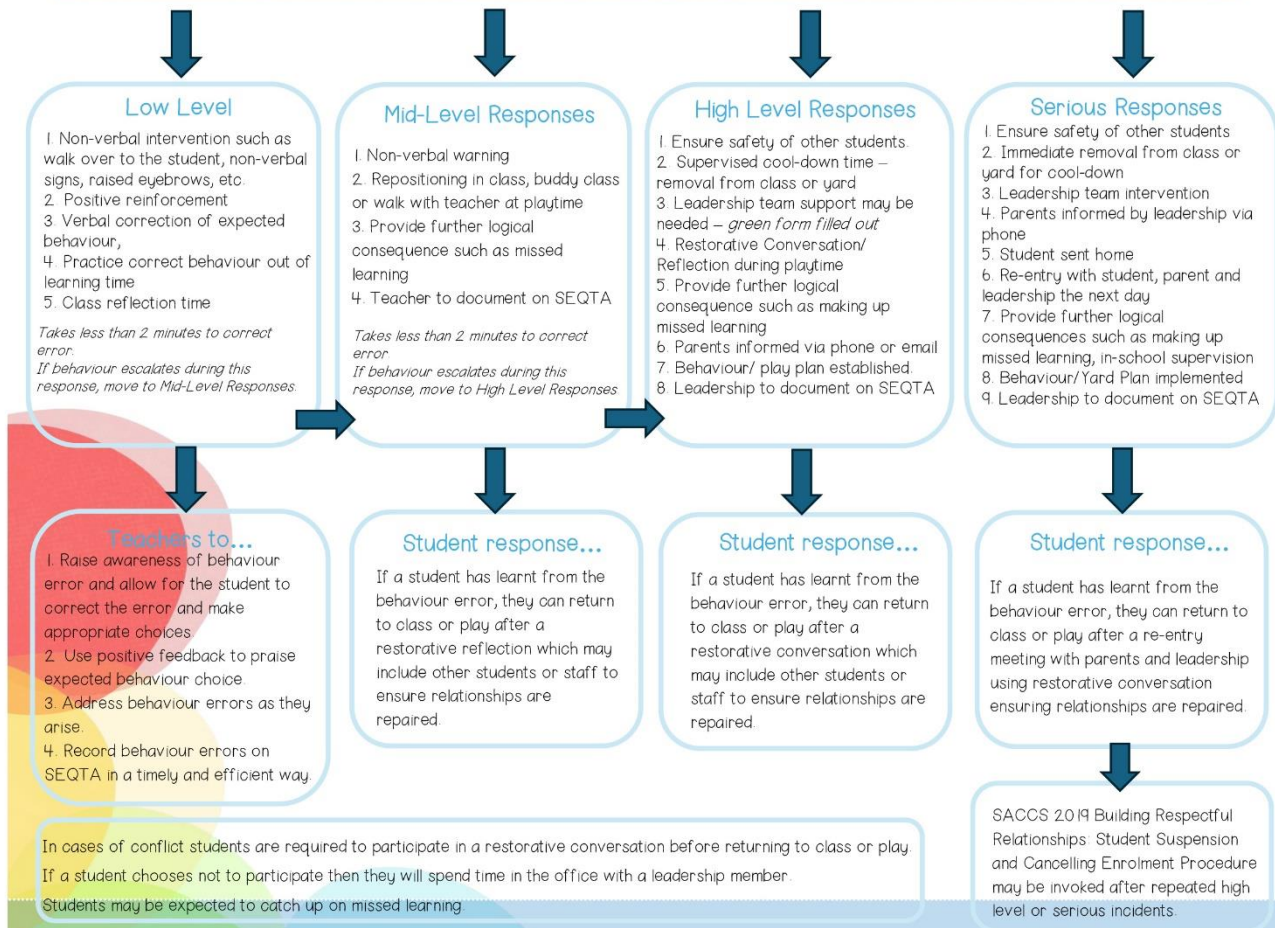 Low Level
1. Non-verbal intervention such as
walk over to the student, non-verbal
signs, raised eyebrows, etc.
2. Positive reinforcement
3. Verbal correction of expected
behaviour,
4. Practice correct behaviour out of
learning time
5. Class reflection time
Takes less than 2 minutes to correct
error.
If behaviour escalates during this
response, move to Mid-Level Responses.
Mid-Level Responses
1. Non-verbal warning
2. Repositioning in class, buddy class
or walk with teacher at playtime
3. Provide further logical
consequence such as missed
learning
4. Teacher to document on SEQTA
Takes less than 2 minutes to correct
error
If behaviour escalates during this
response, move to High Level Responses.
High Level Responses
1. Ensure safety of other students.
2. Supervised cool-down time –
removal from class or yard
3. Leadership team support may be
needed – green form filled out
4. Restorative Conversation/
Reflection during playtime
5. Provide further logical
consequence such as making up
missed learning
6. Parents informed via phone or email
7. Behaviour/ play plan established.
8. Leadership to document on SEQTA
Serious Responses
1. Ensure safety of other students
2. Immediate removal from class or
yard for cool-down
3. Leadership team intervention
4. Parents informed by leadership via
phone
5. Student sent home
6. Re-entry with student, parent and
leadership the next day
7. Provide further logical
consequences such as making up
missed learning, in-school supervision
8. Behaviour/Yard Plan implemented
9. Leadership to document on SEQTA
Teachers to...
1. Raise awareness of behaviour
error and allow for the student to
correct the error and make
appropriate choices.
2. Use positive feedback to praise
expected behaviour choice.
3. Address behaviour errors as they
arise.
4. Record behaviour errors on
SEQTA in a timely and efficient way.
Student response...
If a student has learnt from the
behaviour error, they can return
to class or play after a
restorative reflection which may
include other students or staff to
ensure relationships are
repaired.
Student response...
If a student has learnt from the
behaviour error, they can return
to class or play after a
restorative conversation which
may include other students or
staff to ensure relationships are
repaired.
Student response...
If a student has learnt from the
behaviour error, they can return to
class or play after a re-entry
meeting with parents and leadership
using restorative conversation
ensuring relationships are repaired.
In cases of conflict students are required to participate in a restorative conversation before returning to class or play.
If a student chooses not to participate then they will spend time in the office with a leadership member.
Students may be expected to catch up on missed learning.
SACCS 2019 Building Respectful
Relationships: Student Suspension
and Cancelling Enrolment Procedure
may be invoked after repeated high
level or serious incidents.